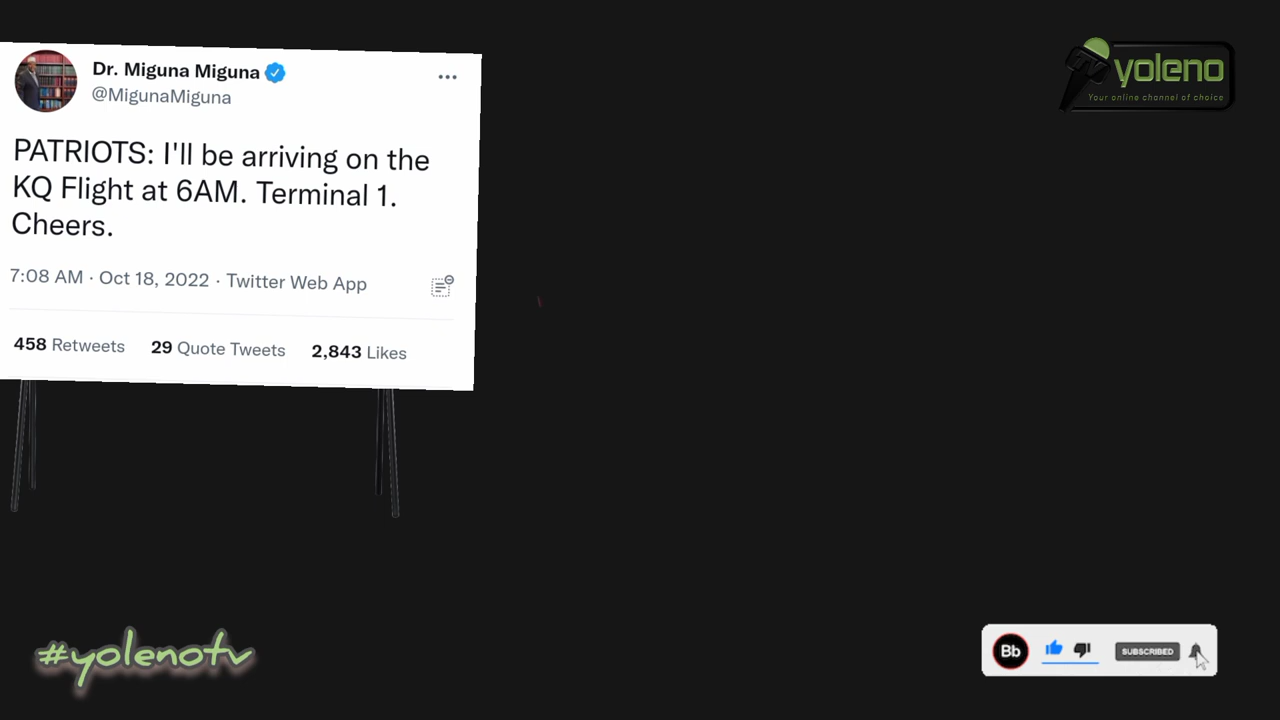 Dr. Miguna Miguna
@MigunaMiguna
PATRIOTS: I'll be arriving on the
KQ Flight at 6AM. Terminal 1.
Cheers.
7:08 AM · Oct 18, 2022 · Twitter Web App
458 Retweets 29 Quote Tweets 2,843 Likes
yoleno
Your online channel of choice
#yolenotv
Bb
SUBSCRIBED